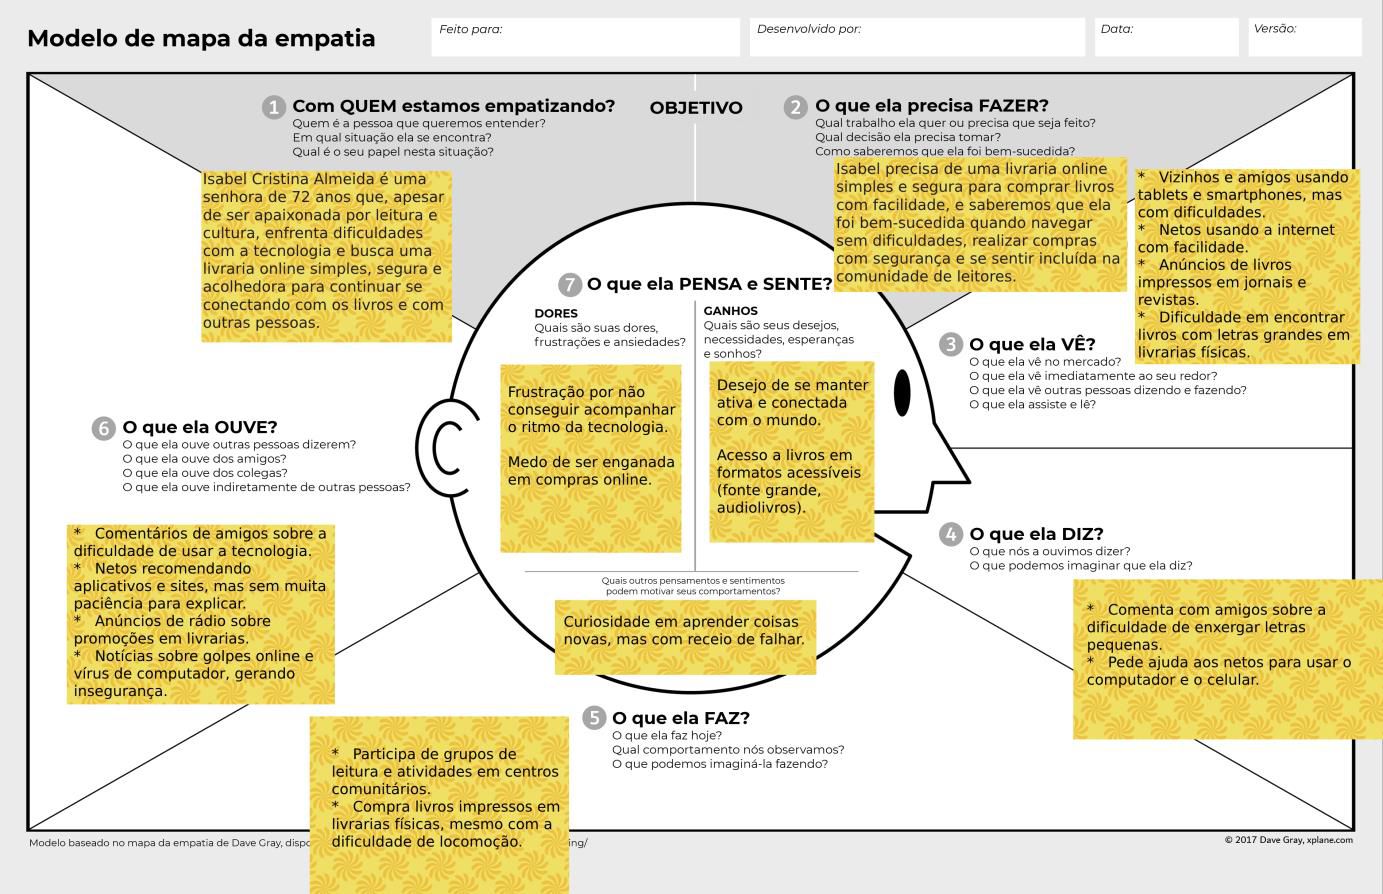 Modelo de mapa da empatia
Feito para:
Desenvolvido por:
Data:
Versão:
1 Com QUEM estamos empatizando?
Quem é a pessoa que queremos entender?
Em qual situação ela se encontra?
Qual é o seu papel nesta situação?
Isabel Cristina Almeida é uma
senhora de 72 anos que, apesar
de ser apaixonada por leitura e
cultura, enfrenta dificuldades
com a tecnologia e busca uma
livraria online simples, segura e
acolhedora para continuar se
conectando com os livros e com
outras pessoas.
OBJETIVO
2 O que ela precisa FAZER?
Qual trabalho ela quer ou precisa que seja feito?
Qual decisão ela precisa tomar?
Como saberemos que ela foi bem-sucedida?
Isabel precisa de uma livraria online
simples e segura para comprar livros
com facilidade, e saberemos que ela
foi bem-sucedida quando navegar
sem dificuldades, realizar compras
com segurança e se sentir incluída na
comunidade de leitores.
* Vizinhos e amigos usando
tablets e smartphones, mas
com dificuldades.
* Netos usando a internet
com facilidade.
* Anúncios de livros
impressos em jornais e
revistas.
* Dificuldade em encontrar
livros com letras grandes em
livrarias físicas.
3 O que ela VÊ?
O que ela vê no mercado?
O que ela vê imediatamente ao seu redor?
O que ela vê outras pessoas dizendo e fazendo?
O que ela assiste e lê?
7 O que ela PENSA e SENTE?
DORES
Quais são suas dores,
frustrações e ansiedades?
Frustração por não
conseguir acompanhar
o ritmo da tecnologia.
Medo de ser enganada
em compras online.
GANHOS
Quais são seus desejos,
necessidades, esperanças
e sonhos?
Desejo de se manter
ativa e conectada
com o mundo.
Acesso a livros em
formatos acessíveis
(fonte grande,
audiolivros).
Quais outros pensamentos e sentimentos
podem motivar seus comportamentos?
Curiosidade em aprender coisas
novas, mas com receio de falhar.
6 O que ela OUVE?
O que ela ouve outras pessoas dizerem?
O que ela ouve dos amigos?
O que ela ouve dos colegas?
O que ela ouve indiretamente de outras pessoas?
* Comentários de amigos sobre a
dificuldade de usar a tecnologia.
* Netos recomendando
aplicativos e sites, mas sem muita
paciência para explicar.
* Anúncios de rádio sobre
promoções em livrarias.
* Notícias sobre golpes online e
vírus de computador, gerando
insegurança.
4 O que ela DIZ?
O que nós a ouvimos dizer?
O que podemos imaginar que ela diz?
* Comenta com amigos sobre a
dificuldade de enxergar letras
pequenas.
* Pede ajuda aos netos para usar o
computador e o celular.
5 O que ela FAZ?
O que ela faz hoje?
Qual comportamento nós observamos?
O que podemos imaginá-la fazendo?
* Participa de grupos de
leitura e atividades em centros
comunitários.
* Compra livros impressos em
livrarias físicas, mesmo com a
dificuldade de locomoção.
Modelo baseado no mapa da empatia de Dave Gray, dispo
ing/
© 2017 Dave Gray, xplane.com